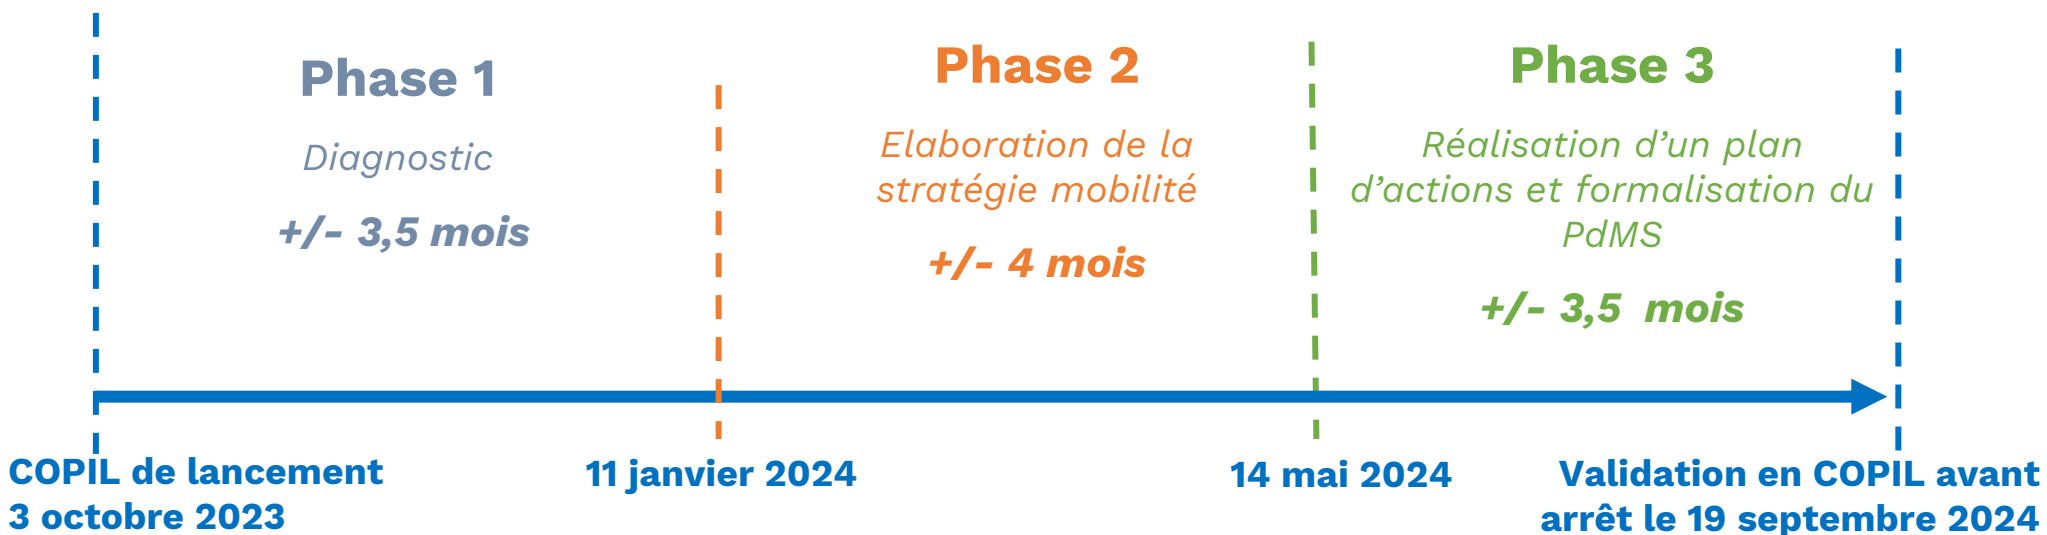 Phase 1
Diagnostic
+/- 3,5 mois
Phase 2
Elaboration de la
stratégie mobilité
+/- 4 mois
Phase 3
Réalisation d’un plan
d’actions et formalisation du
PdMS
+/- 3,5 mois
COPIL de lancement
3 octobre 2023
11 janvier 2024
14 mai 2024
Validation en COPIL avant
arrêt le 19 septembre 2024